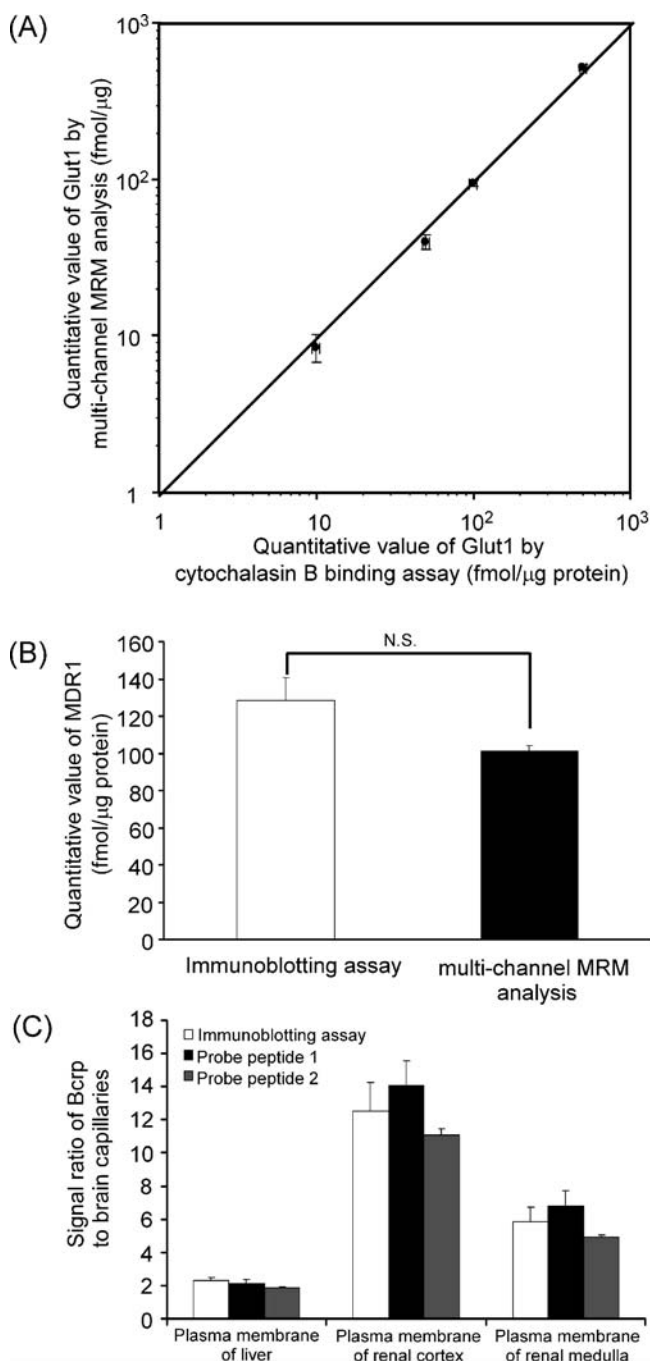 (A)
Quantitative value of Glut1 by
multi-channel MRM analysis (fmol/μg)
10³
10²
10
1
1 10 10² 10³
Quantitative value of Glut1 by
cytochalasin B binding assay (fmol/μg protein)
(B)
Quantitative value of MDR1
(fmol/μg protein)
160
140
120
100
80
60
40
20
0
N.S.
Immunoblotting assay
multi-channel MRM
analysis
(C)
Signal ratio of Bcrp
to brain capillaries
18
16
14
12
10
8
6
4
2
0
Immunoblotting assay
Probe peptide 1
Probe peptide 2
Plasma membrane
of liver
Plasma membrane
of renal cortex
Plasma membrane
of renal medulla